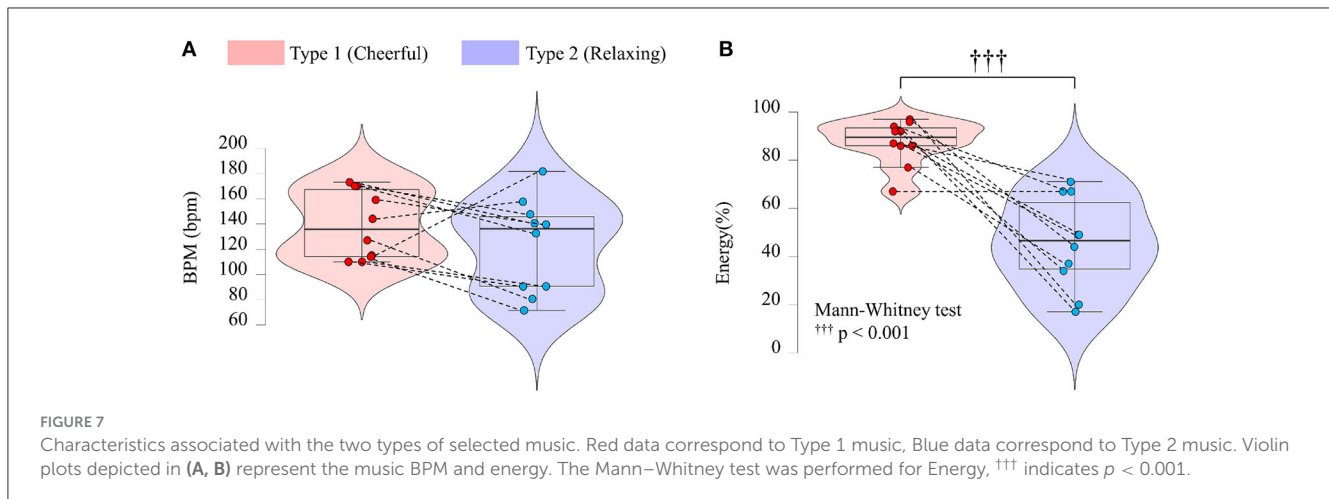 A
Type 1 (Cheerful)
Type 2 (Relaxing)
BPM (bpm)
200
180
160
140
120
100
80
60
B
†††
Energy(%)
100
80
60
40
20
0
Mann-Whitney test
††† p < 0.001
FIGURE 7
Characteristics associated with the two types of selected music. Red data correspond to Type 1 music, Blue data correspond to Type 2 music. Violin
plots depicted in (A, B) represent the music BPM and energy. The Mann–Whitney test was performed for Energy, ††† indicates p < 0.001.